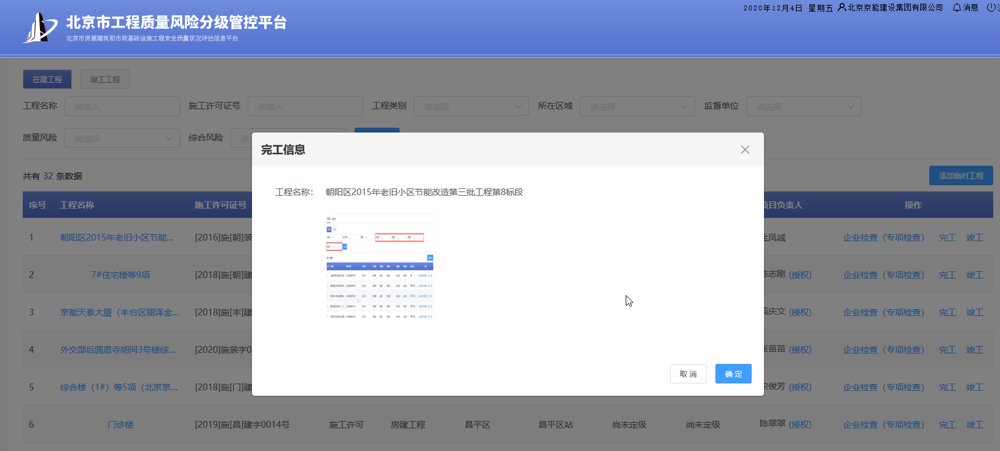 2020年12月4日 星期五 北京京能建设集团有限公司 消息
北京市工程质量风险分级管控平台
北京市房屋建筑和市政基础设施工程安全质量状况评估信息平台
在建工程 竣工工程
工程名称 请输入 施工许可证号 请输入 工程类别 请选择 所在区域 请选择 监督单位 请选择
质量风险 请选择 综合风险
完工信息
共有 32 条数据 添加临时工程
工程名称： 朝阳区2015年老旧小区节能改造第三批工程第8标段
序号 工程名称 施工许可证号 项目负责人 操作
1 朝阳区2015年老旧小区节能... [2016]施[朝]装 金凤诚 企业检查（专项检查） 完工 竣工
2 7#住宅楼等9项 [2018]施[朝]建 志刚 (授权) 企业检查（专项检查） 完工 竣工
3 京能天泰大厦（丰台区丽泽金... [2018]施[丰]建 高庆文 (授权) 企业检查（专项检查） 完工 竣工
4 外交部后圆恩寺胡同3号楼综... [2020]施装字0 张苗苗 (授权) 企业检查（专项检查） 完工 竣工
取消 确定
5 综合楼（1#）等5项（北京京... [2018]施[门]建 宋俊芳 (授权) 企业检查（专项检查） 完工 竣工
6 门诊楼 [2019]施[昌]建字0014号 施工许可 房建工程 昌平区 昌平区站 尚未定级 尚未定级 陈翠翠 (授权) 企业检查（专项检查） 完工 竣工